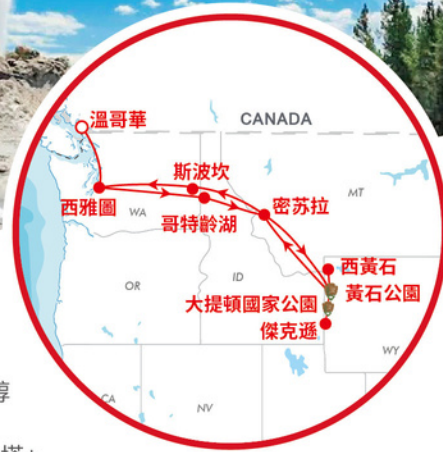 溫哥華
CANADA
斯波坎
密苏拉
MT
西雅圖
WA
哥特齡湖
西黃石
OR
ID
大提頓國家公園
黃石公園
傑克遜
WY
CA
NV